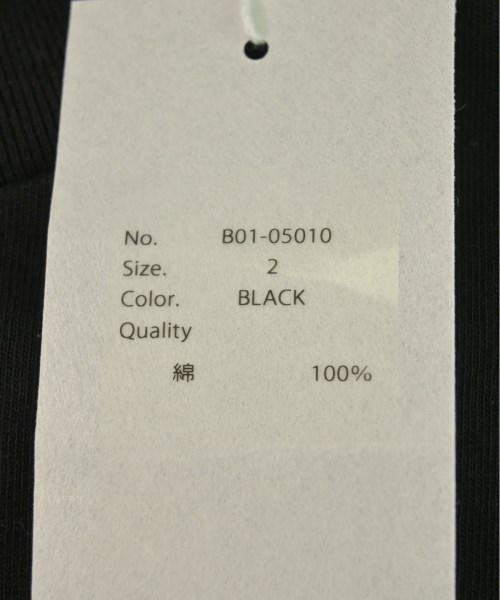 No. B01-05010
Size. 2
Color. BLACK
Quality
綿 100%